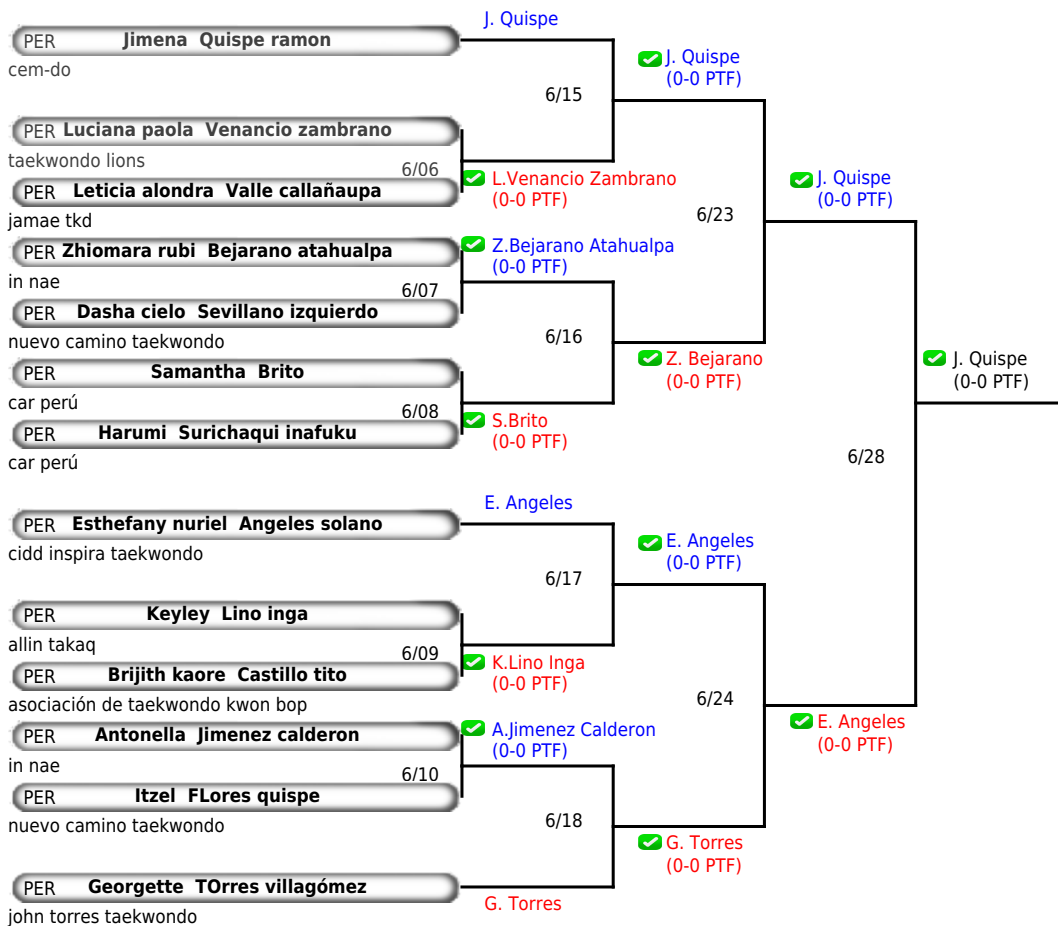 J. Quispe
PER Jimena Quispe ramon
cem-do
J. Quispe
(0-0 PTF)
6/15
PER Luciana paola Venancio zambrano
taekwondo lions
6/06
PER Leticia alondra Valle callañaupa
jamae tkd
L.Venancio Zambrano
(0-0 PTF)
J. Quispe
(0-0 PTF)
6/23
PER Zhiomara rubi Bejarano atahualpa
in nae
Z.Bejarano Atahualpa
(0-0 PTF)
6/07
PER Dasha cielo Sevillano izquierdo
nuevo camino taekwondo
6/16
PER Samantha Brito
car perú
Z. Bejarano
(0-0 PTF)
J. Quispe
(0-0 PTF)
6/08
PER Harumi Surichaqui inafuku
car perú
S.Brito
(0-0 PTF)
6/28
E. Angeles
PER Esthefany nuriel Angeles solano
cidd inspira taekwondo
E. Angeles
(0-0 PTF)
6/17
PER Keyley Lino inga
allin takaq
6/09
PER Brijith kaore Castillo tito
asociación de taekwondo kwon bop
K.Lino Inga
(0-0 PTF)
6/24
E. Angeles
(0-0 PTF)
PER Antonella Jimenez calderon
in nae
A.Jimenez Calderon
(0-0 PTF)
6/10
PER Itzel FLores quispe
nuevo camino taekwondo
6/18
G. Torres
(0-0 PTF)
PER Georgette TOrres villagómez
john torres taekwondo
G. Torres